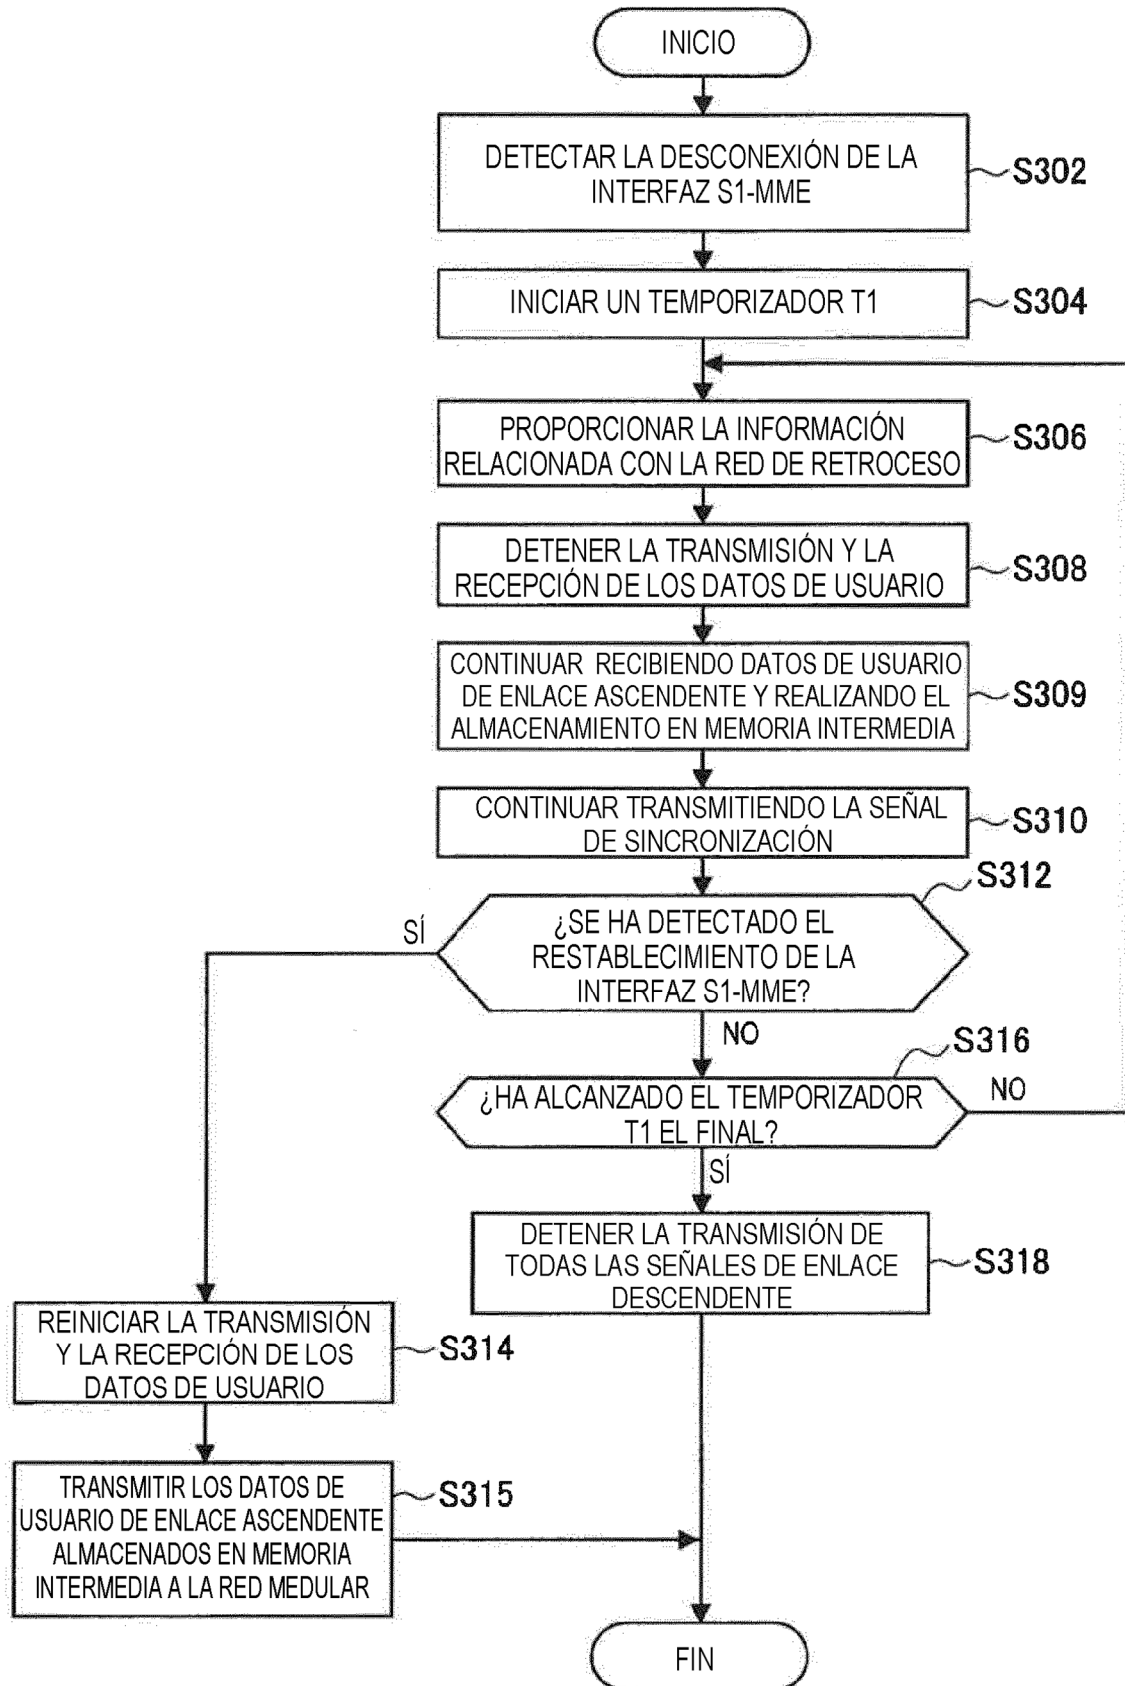 INICIO
DETECTAR LA DESCONEXIÓN DE LA
INTERFAZ S1-MME
S302
INICIAR UN TEMPORIZADOR T1
S304
PROPORCIONAR LA INFORMACIÓN
RELACIONADA CON LA RED DE RETROCESO
S306
DETENER LA TRANSMISIÓN Y LA
RECEPCIÓN DE LOS DATOS DE USUARIO
S308
CONTINUAR RECIBIENDO DATOS DE USUARIO
DE ENLACE ASCENDENTE Y REALIZANDO EL
ALMACENAMIENTO EN MEMORIA INTERMEDIA
S309
CONTINUAR TRANSMITIENDO LA SEÑAL
DE SINCRONIZACIÓN
S310
S312
¿SE HA DETECTADO EL
RESTABLECIMIENTO DE LA
INTERFAZ S1-MME?
SÍ
NO
S316
¿HA ALCANZADO EL TEMPORIZADOR
T1 EL FINAL?
NO
SÍ
DETENER LA TRANSMISIÓN DE
TODAS LAS SEÑALES DE ENLACE
DESCENDENTE
S318
REINICIAR LA TRANSMISIÓN
Y LA RECEPCIÓN DE LOS
DATOS DE USUARIO
S314
TRANSMITIR LOS DATOS DE
USUARIO DE ENLACE ASCENDENTE
ALMACENADOS EN MEMORIA
INTERMEDIA A LA RED MEDULAR
S315
FIN